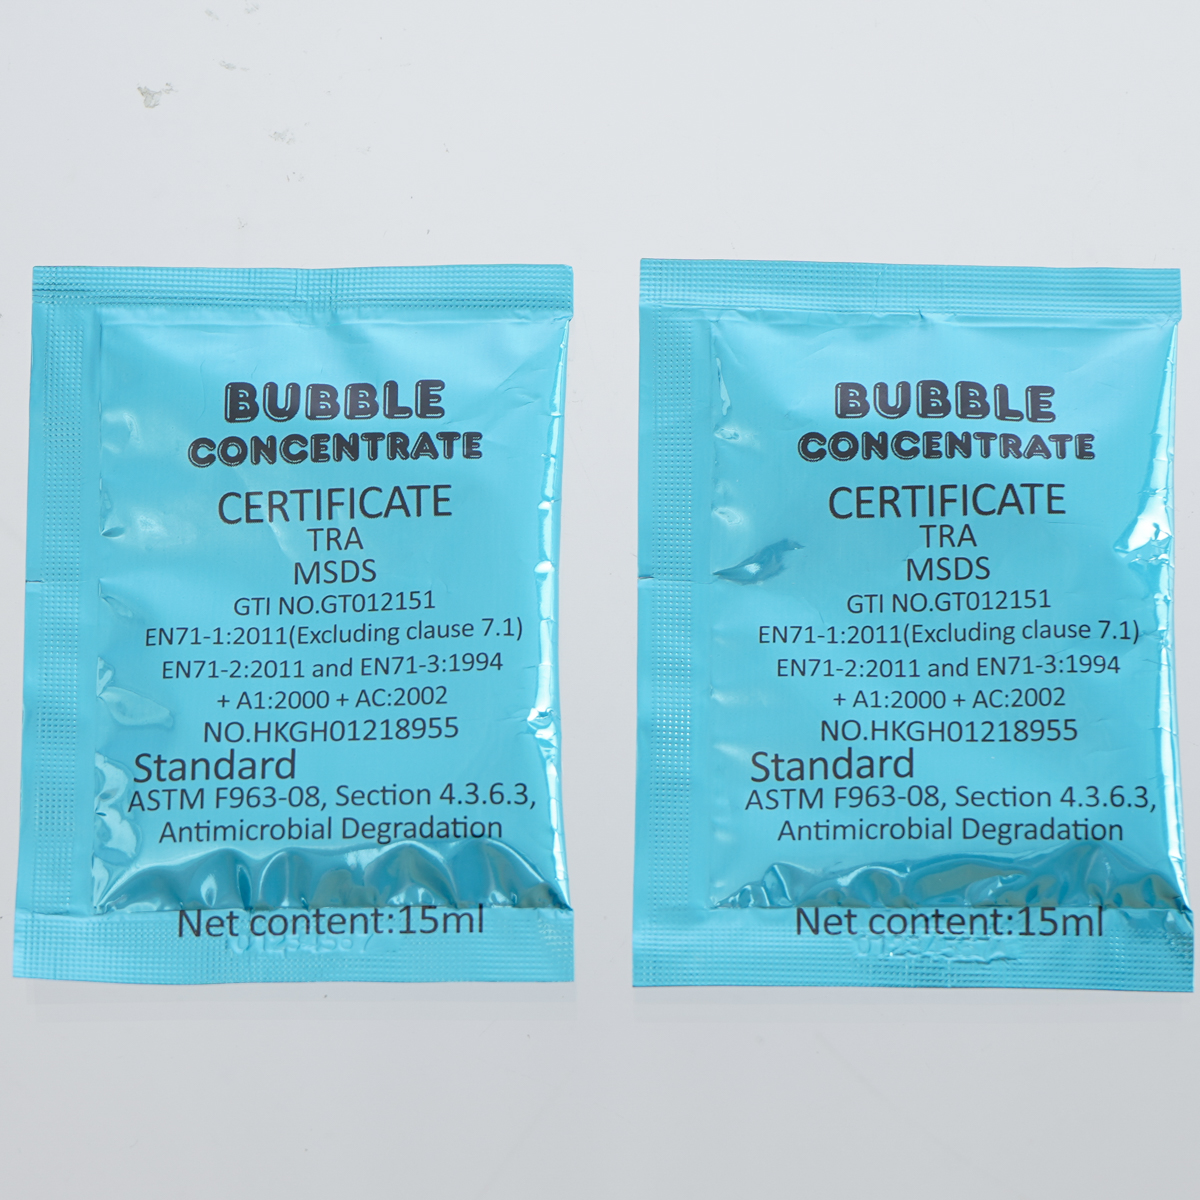 BUBBLE
CONCENTRATE
CERTIFICATE
TRA
MSDS
GTI NO.GT012151
EN71-1:2011(Excluding clause 7.1)
EN71-2:2011 and EN71-3:1994
+ A1:2000 + AC:2002
NO.HKGH01218955
Standard
ASTM F963-08, Section 4.3.6.3,
Antimicrobial Degradation
Net content:15ml
BUBBLE
CONCENTRATE
CERTIFICATE
TRA
MSDS
GTI NO.GT012151
EN71-1:2011(Excluding clause 7.1)
EN71-2:2011 and EN71-3:1994
+ A1:2000 + AC:2002
NO.HKGH01218955
Standard
ASTM F963-08, Section 4.3.6.3,
Antimicrobial Degradation
Net content:15ml